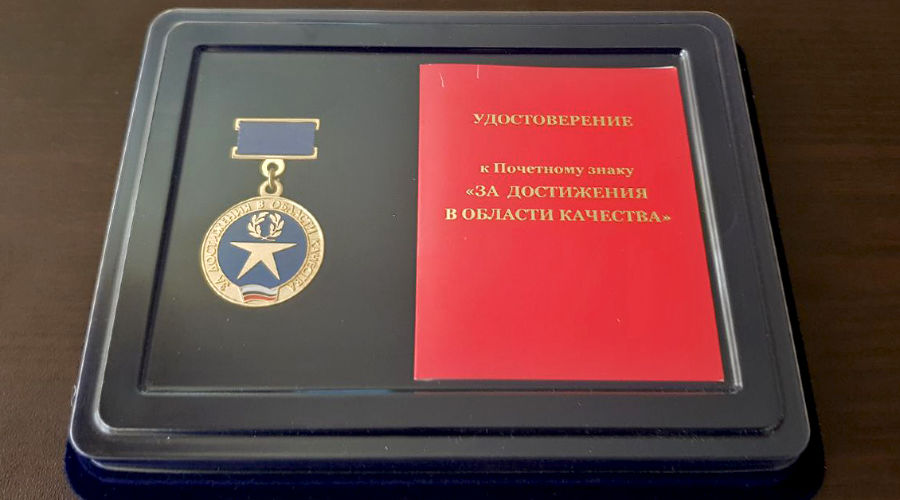 ЗА ДОСТИЖЕНИЯ В ОБЛАСТИ КАЧЕСТВА
УДОСТОВЕРЕНИЕ
к Почетному знаку
«ЗА ДОСТИЖЕНИЯ
В ОБЛАСТИ КАЧЕСТВА»